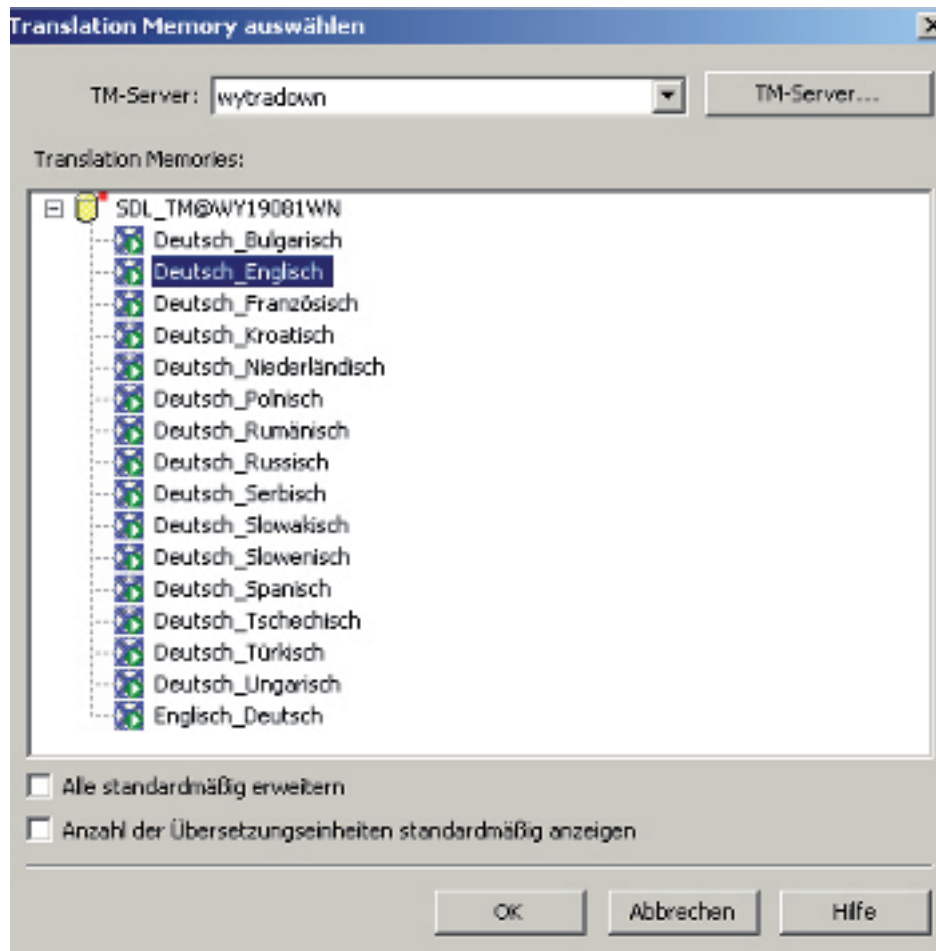 Translation Memory auswählen
TM-Server: wytradown TM-Server...
Translation Memories:
SDL_TM@WY19081WN
Deutsch_Bulgarisch
Deutsch_Englisch
Deutsch_Französisch
Deutsch_Kroatisch
Deutsch_Niederländisch
Deutsch_Polnisch
Deutsch_Rumänisch
Deutsch_Russisch
Deutsch_Serbisch
Deutsch_Slowakisch
Deutsch_Slowenisch
Deutsch_Spanisch
Deutsch_Tschechisch
Deutsch_Türkisch
Deutsch_Ungarisch
Englisch_Deutsch
Alle standardmäßig erweitern
Anzahl der Übersetzungseinheiten standardmäßig anzeigen
OK Abbrechen Hilfe